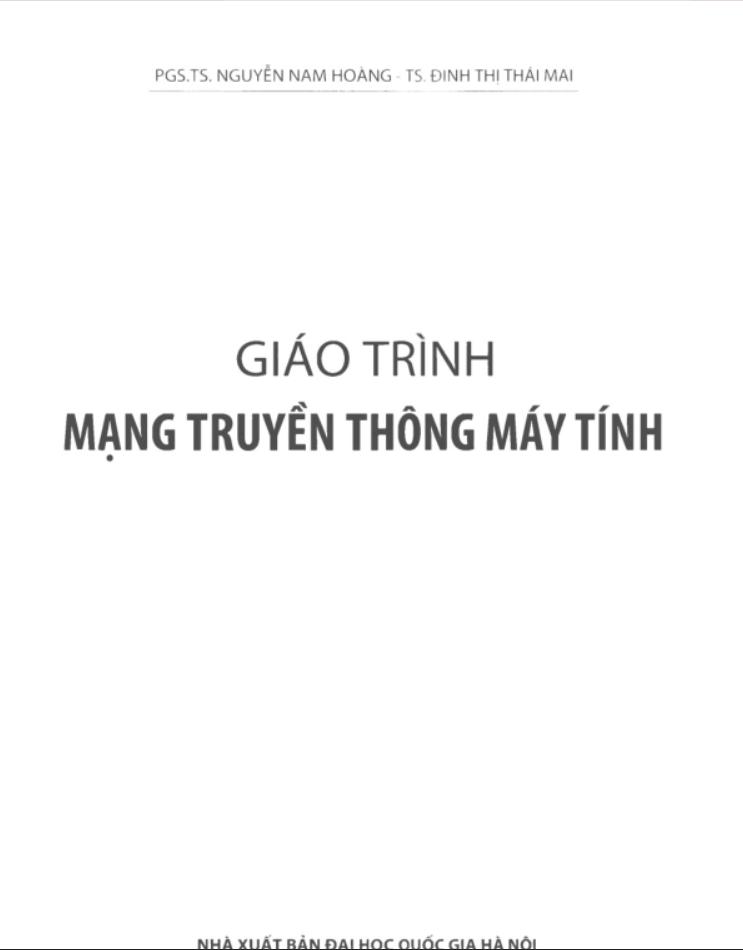 PGS.TS. NGUYỄN NAM HOÀNG - TS. ĐINH THỊ THÁI MAI
GIÁO TRÌNH
MẠNG TRUYỀN THÔNG MÁY TÍNH
NHÀ XUẤT BẢN ĐẠI HỌC QUỐC GIA HÀ NỘI